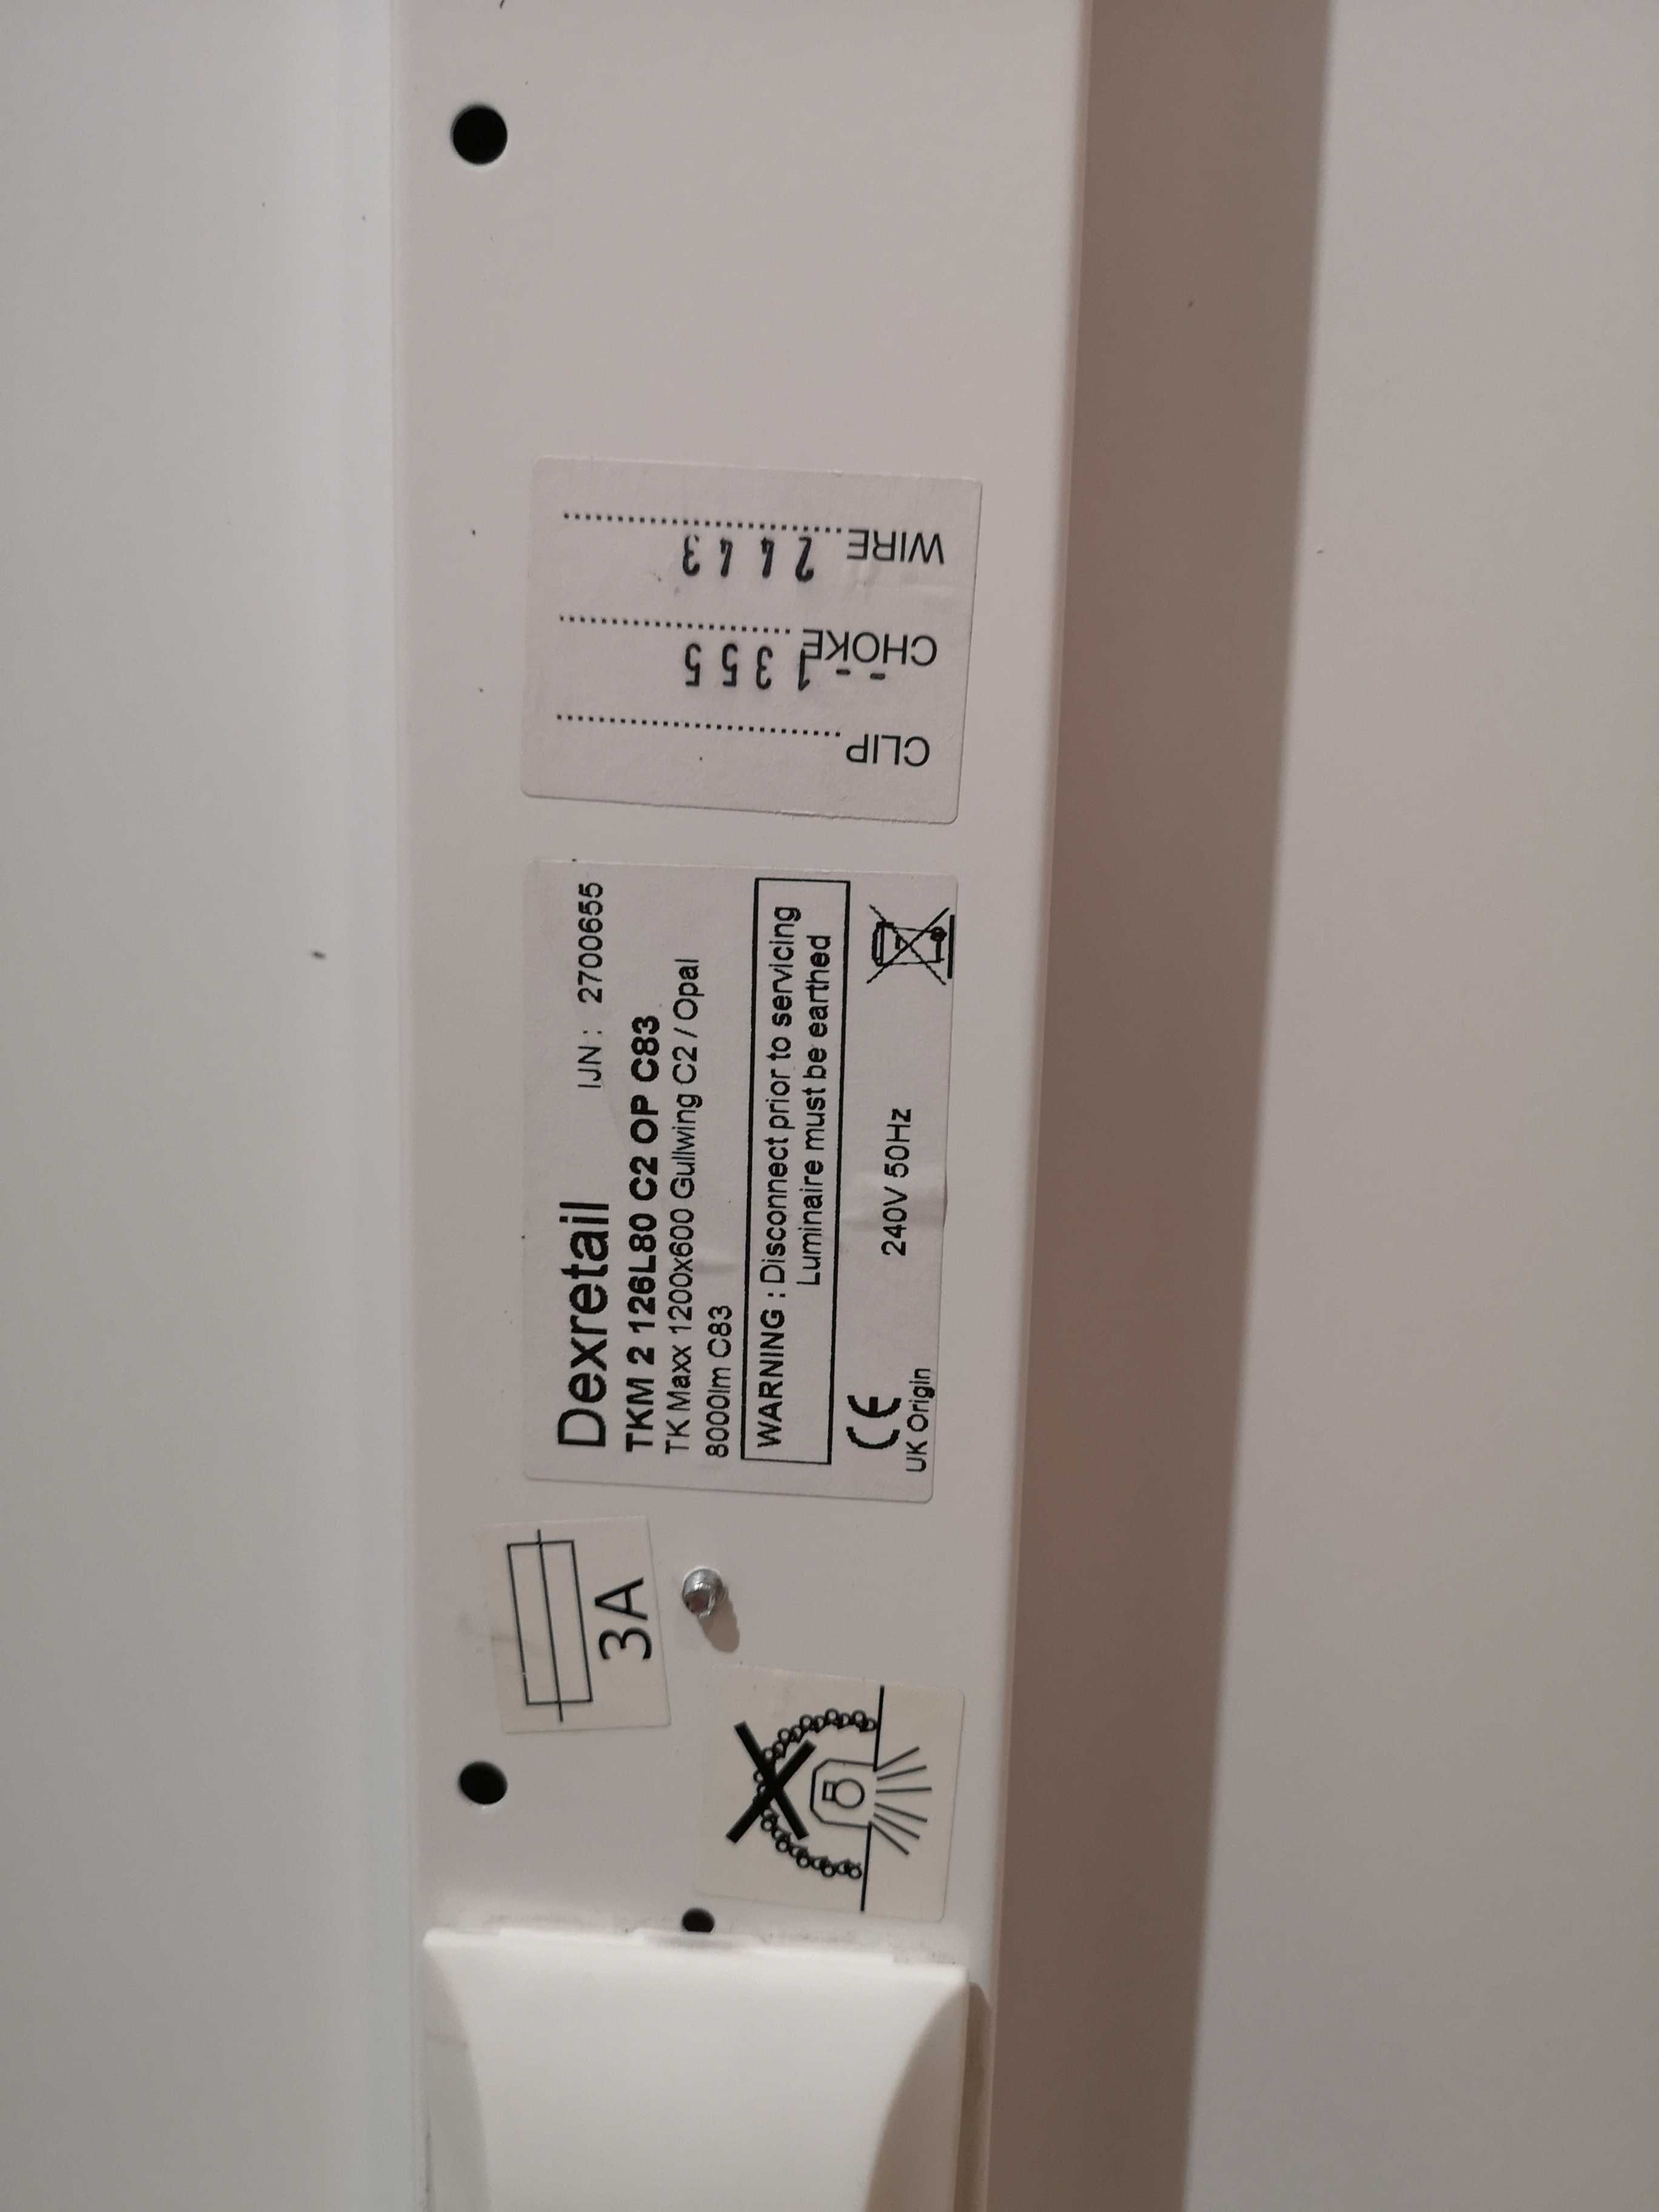 WIRE 2443
CHOKE 1355
CLIP
Dexretail IJN : 2700655
TKM 2 126L80 C2 OP C83
TK Maxx 1200x600 Gullwing C2 / Opal
8000lm C83
WARNING : Disconnect prior to servicing
Luminaire must be earthed
CE 240V 50Hz
UK Origin
3A